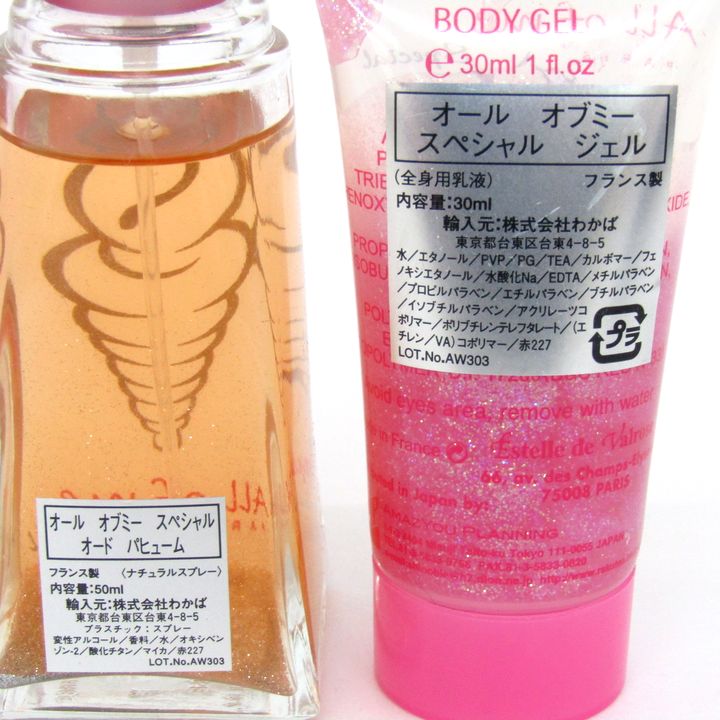 オール オブミー スペシャル
オード パヒューム
フランス製 〈ナチュラルスプレー〉
内容量:50ml
輸入元:株式会社わかば
東京都台東区台東4-8-5
プラスチック:スプレー
変性アルコール/香料/水/オキシベン
ゾン-2/酸化チタン/マイカ/赤227
LOT.No.AW303
BODY GEL
℮ 30ml 1 fl.oz
オール オブミー
スペシャル ジェル
(全身用乳液) フランス製
内容量:30ml
輸入元:株式会社わかば
東京都台東区台東4-8-5
水/エタノール/PVP/PG/TEA/カルボマー/フェ
ノキシエタノール/水酸化Na/EDTA/メチルパラベン
/プロピルパラベン/エチルパラベン/ブチルパラベン
/イソブチルパラベン/アクリレーツコ
ポリマー/ポリブチレンテレフタレート/(エ
チレン/VA)コポリマー/赤227
LOT.No.AW303
プラ
avoid eyes area, remove with water
in France Estelle de Valrose
66, av. des Champs-Ely
75008 PARIS
in Japan by:
AMAZYOU PLANNING
Tokyo 111-0055 JAPAN